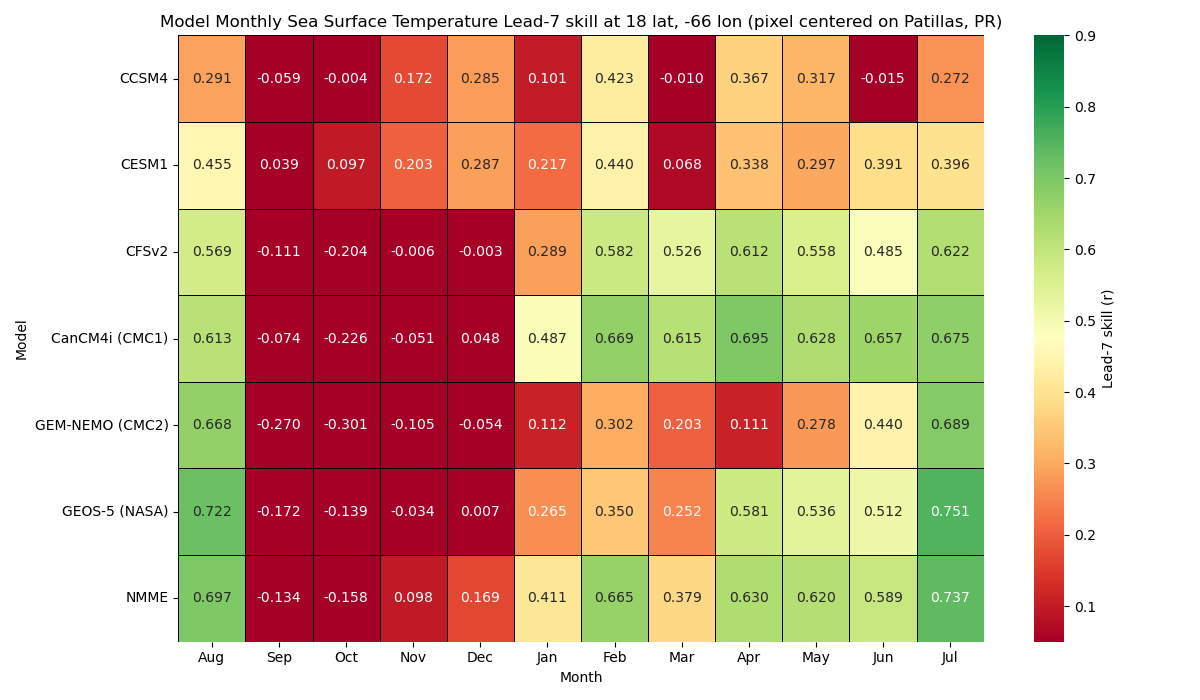 Model Monthly Sea Surface Temperature Lead-7 skill at 18 lat, -66 lon (pixel centered on Patillas, PR)
CCSM4 0.291 -0.059 -0.004 0.172 0.285 0.101 0.423 -0.010 0.367 0.317 -0.015 0.272
CESM1 0.455 0.039 0.097 0.203 0.287 0.217 0.440 0.068 0.338 0.297 0.391 0.396
CFSv2 0.569 -0.111 -0.204 -0.006 -0.003 0.289 0.582 0.526 0.612 0.558 0.485 0.622
CanCM4i (CMC1) 0.613 -0.074 -0.226 -0.051 0.048 0.487 0.669 0.615 0.695 0.628 0.657 0.675
GEM-NEMO (CMC2) 0.668 -0.270 -0.301 -0.105 -0.054 0.112 0.302 0.203 0.111 0.278 0.440 0.689
GEOS-5 (NASA) 0.722 -0.172 -0.139 -0.034 0.007 0.265 0.350 0.252 0.581 0.536 0.512 0.751
NMME 0.697 -0.134 -0.158 0.098 0.169 0.411 0.665 0.379 0.630 0.620 0.589 0.737
Aug Sep Oct Nov Dec Jan Feb Mar Apr May Jun Jul
Month
Model
0.9
0.8
0.7
0.6
0.5
0.4
0.3
0.2
0.1
Lead-7 skill (r)